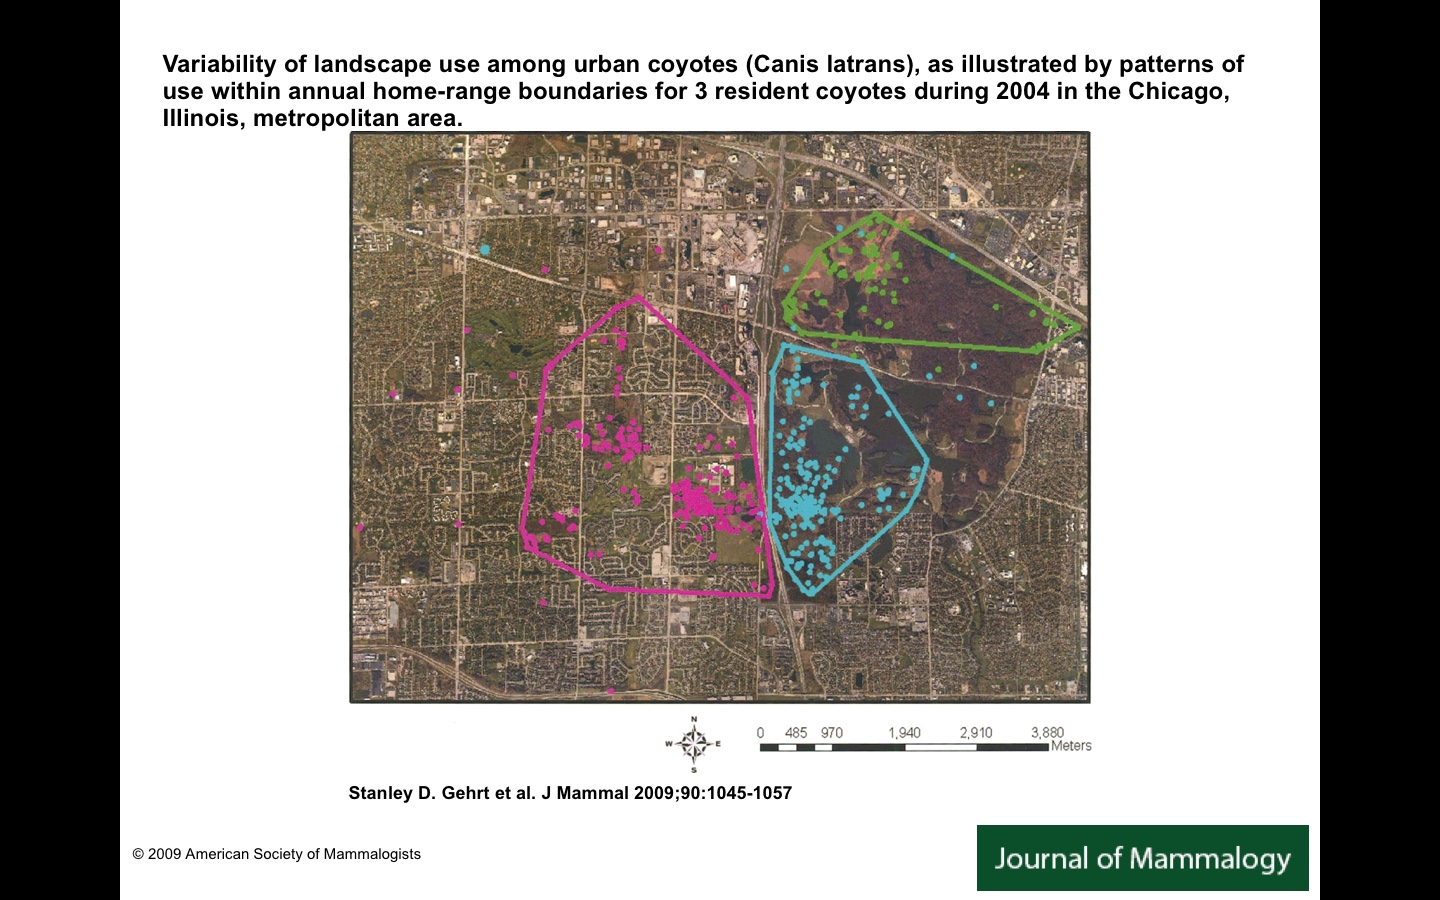 Variability of landscape use among urban coyotes (Canis latrans), as illustrated by patterns of
use within annual home-range boundaries for 3 resident coyotes during 2004 in the Chicago,
Illinois, metropolitan area.
N
W E
S
0 485 970 1,940 2,910 3,880
Meters
Stanley D. Gehrt et al. J Mammal 2009;90:1045-1057
© 2009 American Society of Mammalogists
Journal of Mammalogy